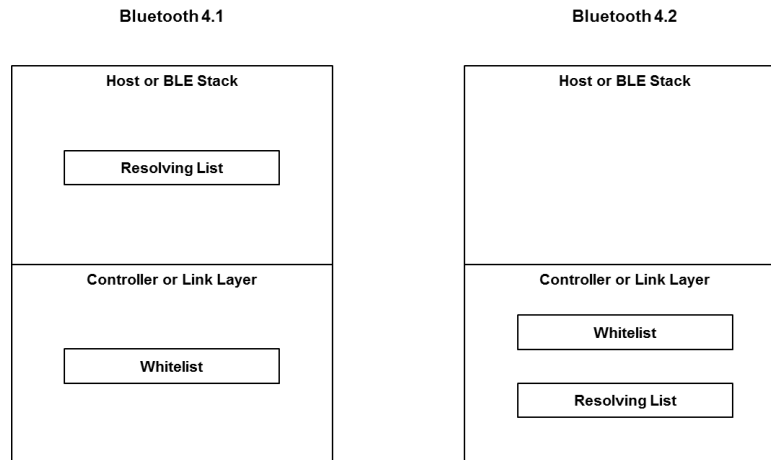 Bluetooth 4.1
Host or BLE Stack
Resolving List
Controller or Link Layer
Whitelist
Bluetooth 4.2
Host or BLE Stack
Controller or Link Layer
Whitelist
Resolving List